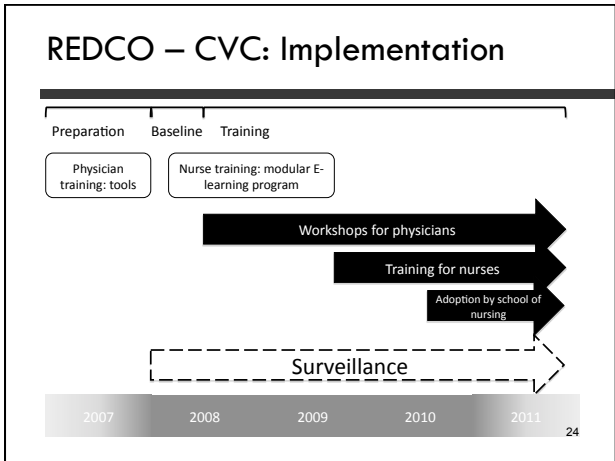 REDCO – CVC: Implementation
Preparation Baseline Training
Physician
training: tools
Nurse training: modular E-
learning program
Workshops for physicians
Training for nurses
Adoption by school of
nursing
Surveillance
2007 2008 2009 2010 2011
24